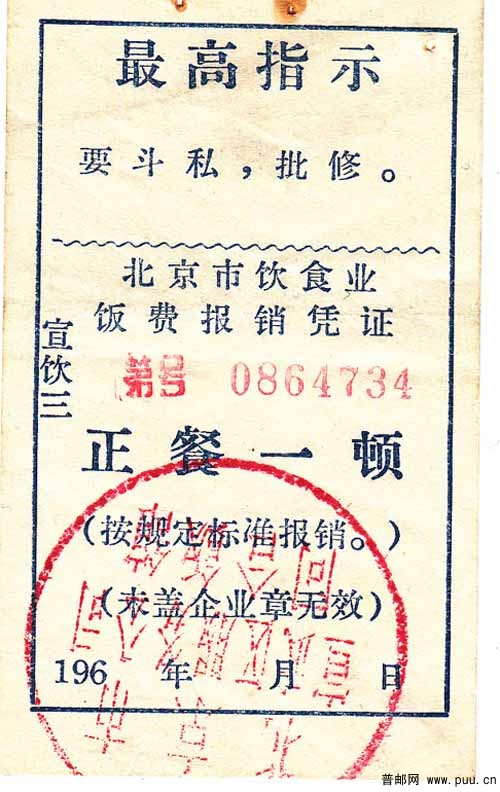 最高指示
要斗私，批修。
北京市饮食业
饭费报销凭证
宣饮三
第号 0864734
正餐一顿
（按规定标准报销。）
（未盖企业章无效）
196 年 月 日
普邮网 www.puu.cn